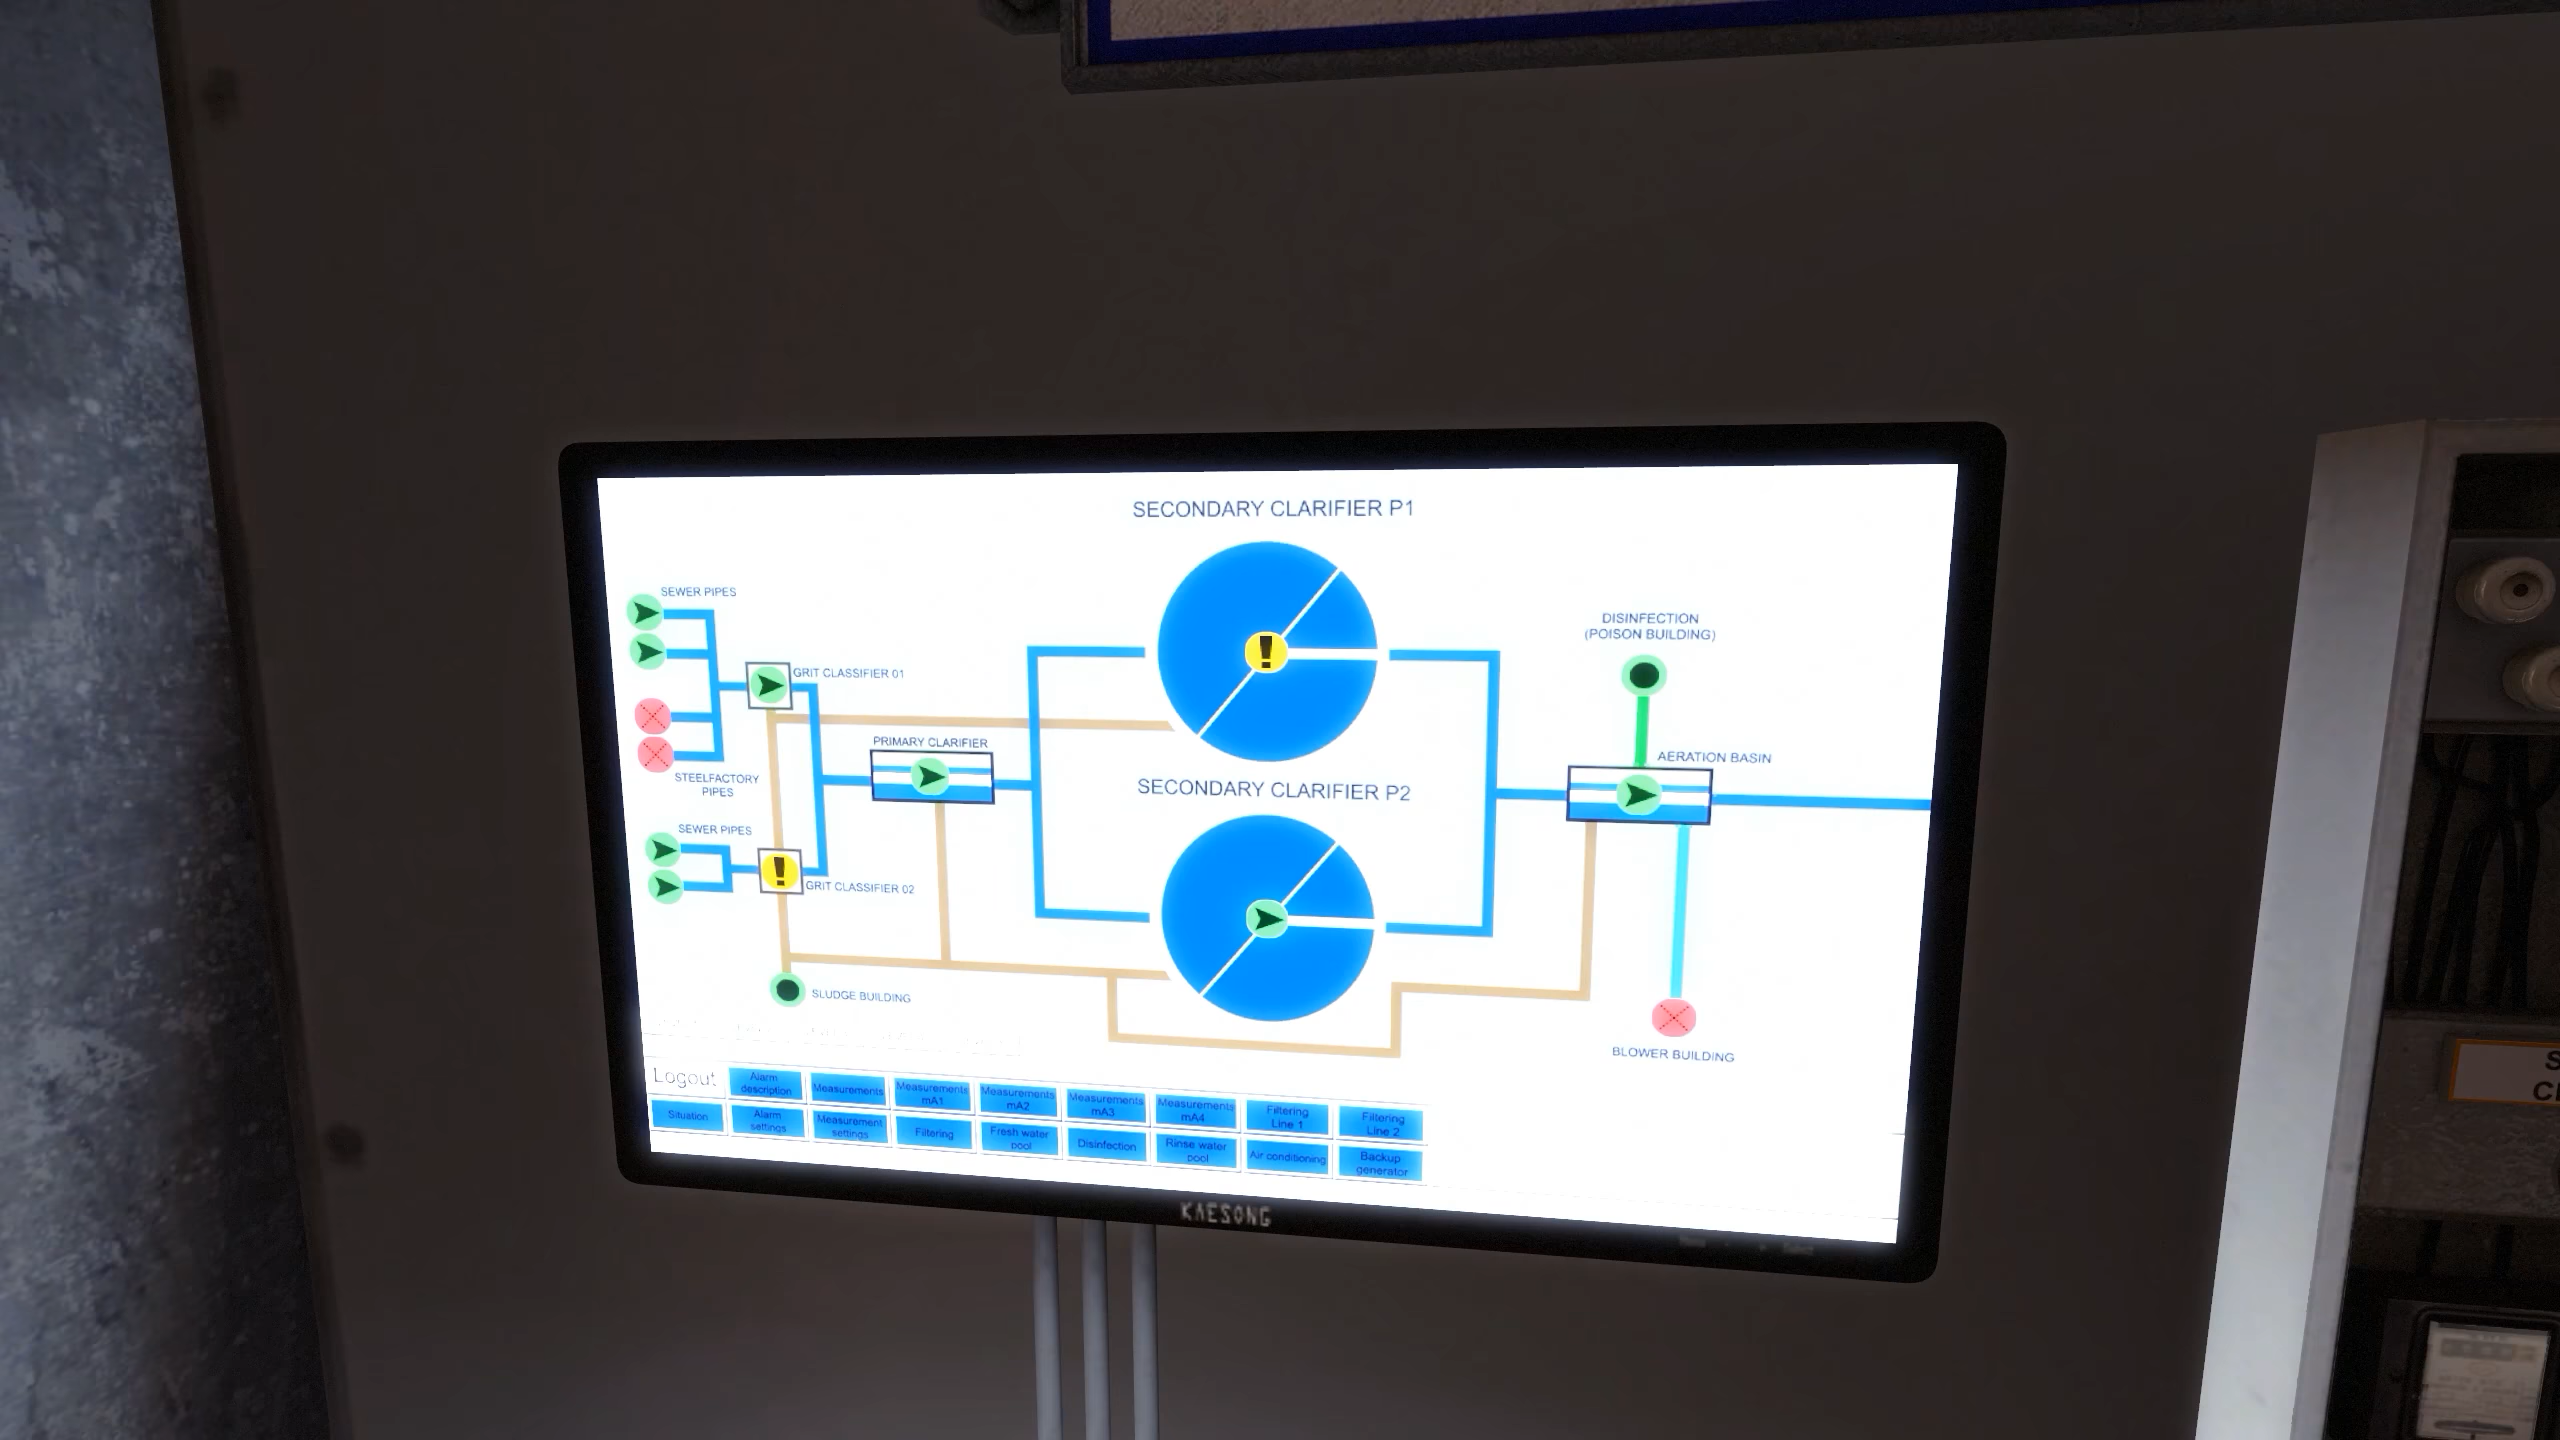 SECONDARY CLARIFIER P1
SEWER PIPES
DISINFECTION
(POISON BUILDING)
GRIT CLASSIFIER 01
PRIMARY CLARIFIER
AERATION BASIN
STEELFACTORY
PIPES
SECONDARY CLARIFIER P2
SEWER PIPES
GRIT CLASSIFIER 02
SLUDGE BUILDING
BLOWER BUILDING
Logout
Alarm
description
Measurements
Measurements
mA1
Measurements
mA2
Measurements
mA3
Measurements
mA4
Filtering
Line 1
Filtering
Line 2
Situation
Alarm
settings
Measurement
settings
Filtering
Fresh water
pool
Disinfection
Rinse water
pool
Air conditioning
Backup
generator
KAESONG